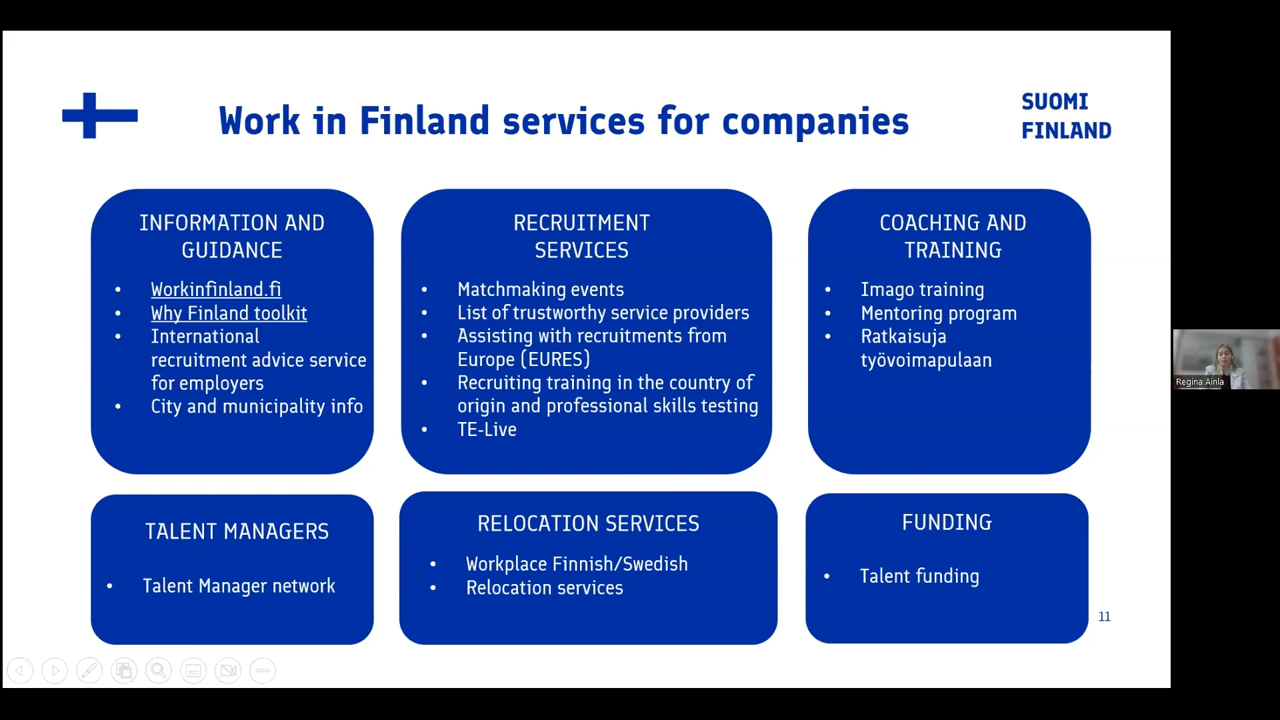 Work in Finland services for companies
SUOMI
FINLAND
INFORMATION AND
GUIDANCE
• Workinfinland.fi
• Why Finland toolkit
• International
recruitment advice service
for employers
• City and municipality info
RECRUITMENT
SERVICES
• Matchmaking events
• List of trustworthy service providers
• Assisting with recruitments from
Europe (EURES)
• Recruiting training in the country of
origin and professional skills testing
• TE-Live
COACHING AND
TRAINING
• Imago training
• Mentoring program
• Ratkaisuja
työvoimapulaan
TALENT MANAGERS
• Talent Manager network
RELOCATION SERVICES
• Workplace Finnish/Swedish
• Relocation services
FUNDING
• Talent funding
11
Regina Ainla